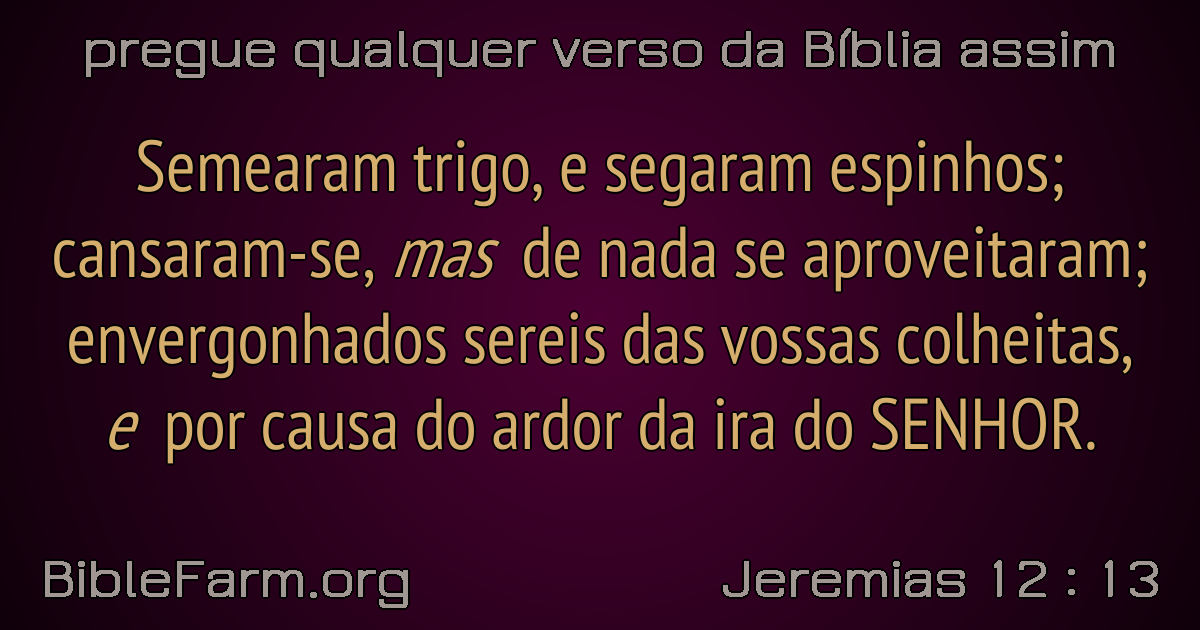 pregue qualquer verso da Bíblia assim
Semearam trigo, e segaram espinhos;
cansaram-se, mas de nada se aproveitaram;
envergonhados sereis das vossas colheitas,
e por causa do ardor da ira do SENHOR.
BibleFarm.org
Jeremias 12 : 13